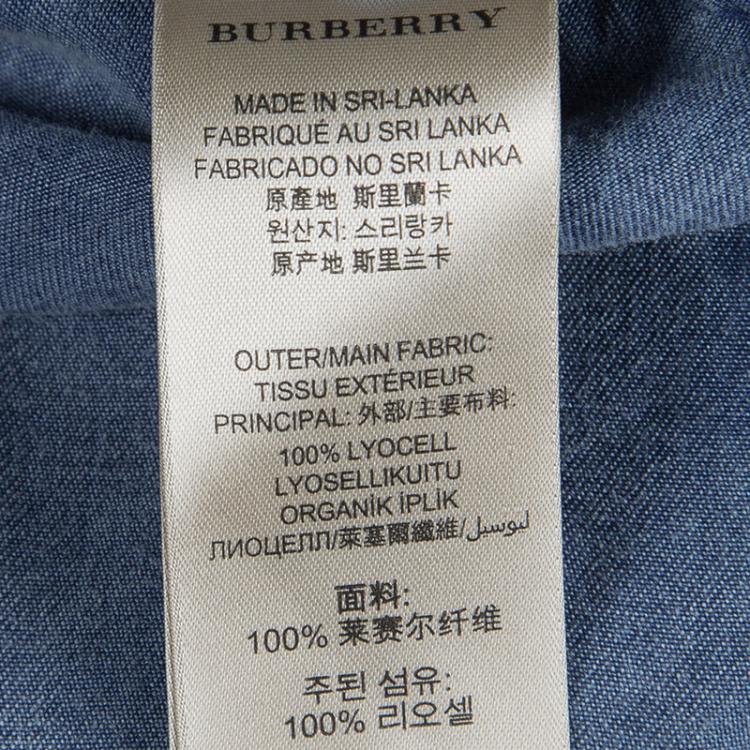 BURBERRY
MADE IN SRI-LANKA
FABRIQUÉ AU SRI LANKA
FABRICADO NO SRI LANKA
原產地 斯里蘭卡
원산지: 스리랑카
原产地 斯里兰卡
OUTER/MAIN FABRIC:
TISSU EXTÉRIEUR
PRINCIPAL: 外部/主要布料:
100% LYOCELL
LYOSELLIKUITU
ORGANİK İPLİK
ЛИОЦЕЛЛ/萊塞爾纖維/ليوسيل
面料:
100% 莱赛尔纤维
주된 섬유:
100% 리오셀